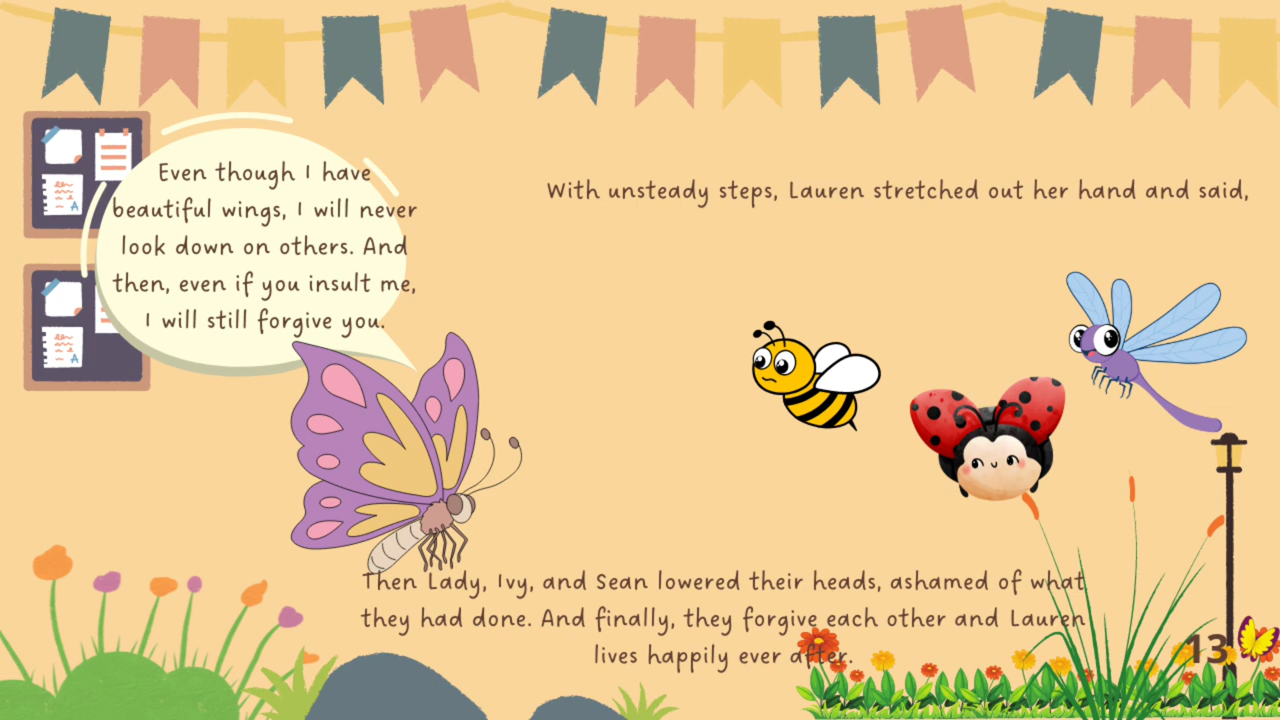 Even though I have
beautiful wings, I will never
look down on others. And
then, even if you insult me,
I will still forgive you.
With unsteady steps, Lauren stretched out her hand and said,
Then Lady, Ivy, and Sean lowered their heads, ashamed of what
they had done. And finally, they forgive each other and Lauren
lives happily ever after.
13